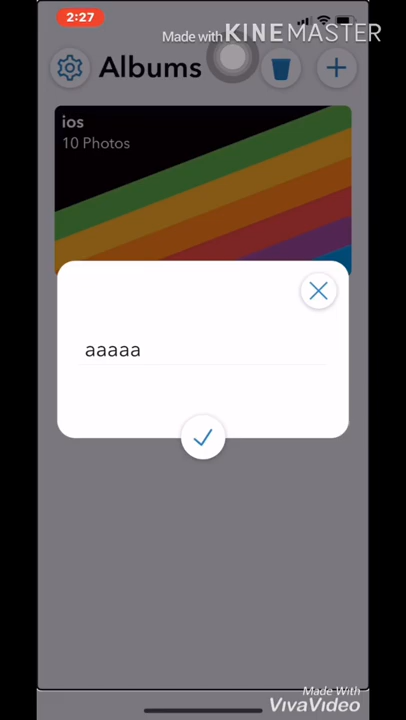 2:27
Made with KINEMASTER
Albums
ios
10 Photos
aaaaa
Made With
VivaVideo